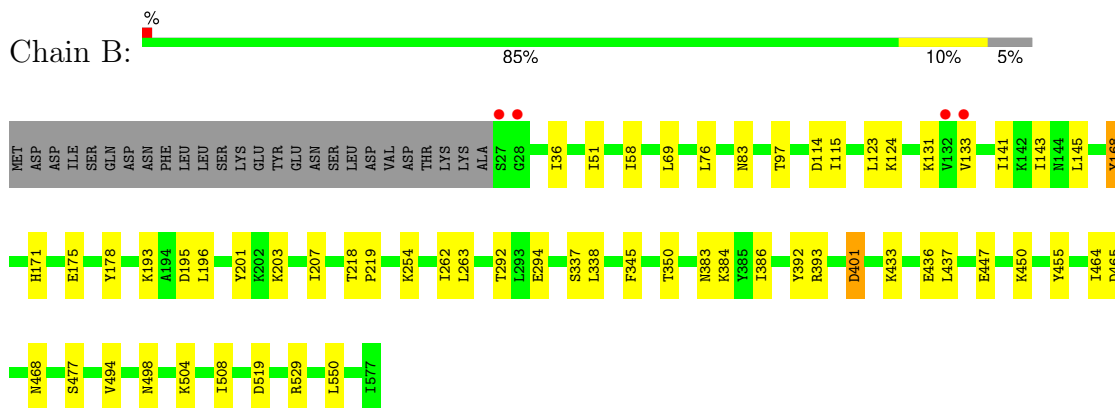 %
Chain B:
85% 10% 5%
MET ASP ASP ILE SER GLN ASP ASN PHE LEU LEU SER LYS GLU TYR GLU ASN SER LEU ASP VAL ASP THR LYS LYS ALA S27 G28 I36 I51 I58 L69 L76 N83 T97 D114 I115 L123 K124 K131 V132 V133 I141 K142 I143 N144 L145 Y168
H171 E175 Y178 K193 A194 D195 L196 Y201 K202 K203 I207 T218 P219 K254 I262 L263 T292 L293 E294 S337 L338 F345 T350 N383 K384 Y385 I386 Y392 R393 D401 K433 E436 L437 E447 K450 Y455 I464
N468 S477 V494 N498 K504 I508 D519 R529 L550 I577